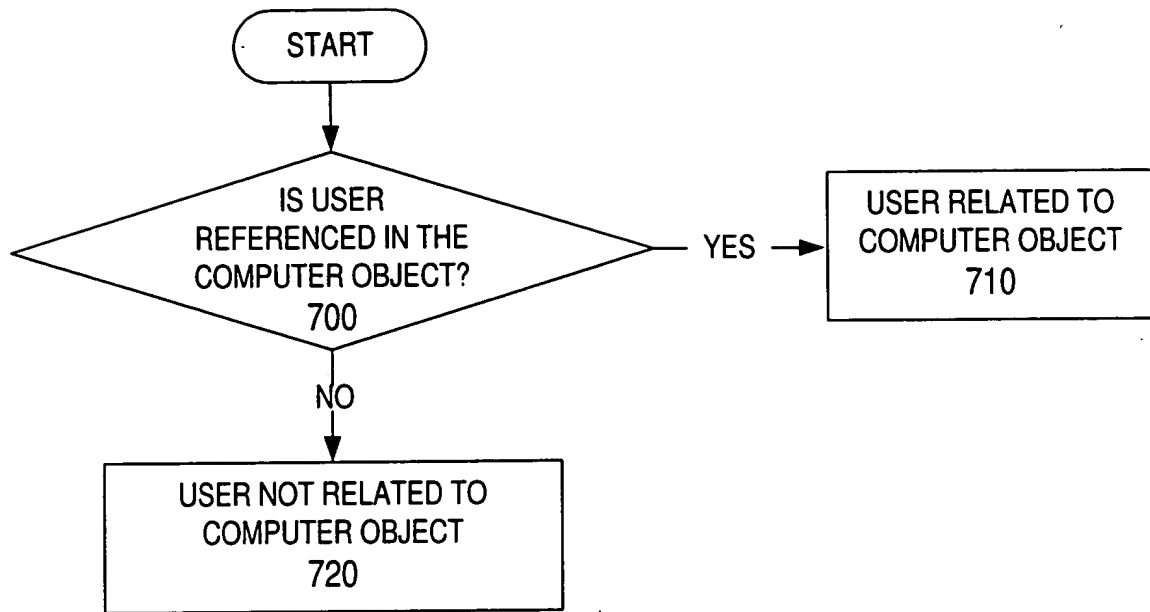 START
IS USER
REFERENCED IN THE
COMPUTER OBJECT?
700
YES
USER RELATED TO
COMPUTER OBJECT
710
NO
USER NOT RELATED TO
COMPUTER OBJECT
720